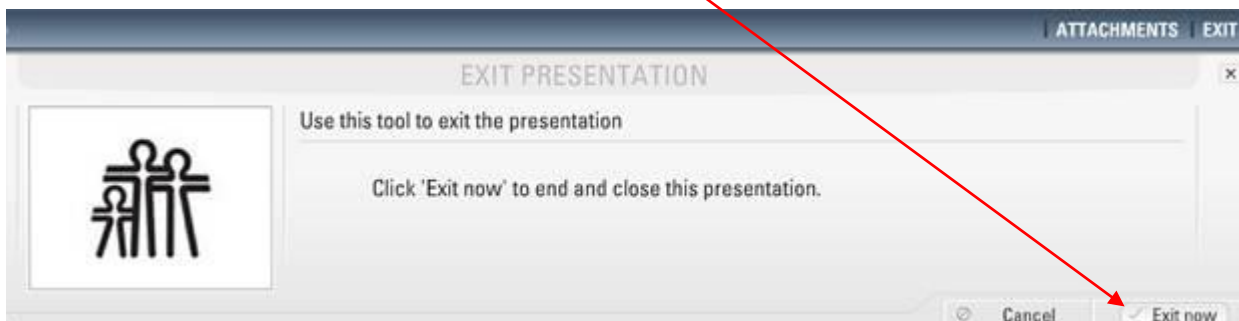 ATTACHMENTS EXIT
EXIT PRESENTATION
Use this tool to exit the presentation
Click 'Exit now' to end and close this presentation.
Cancel Exit now